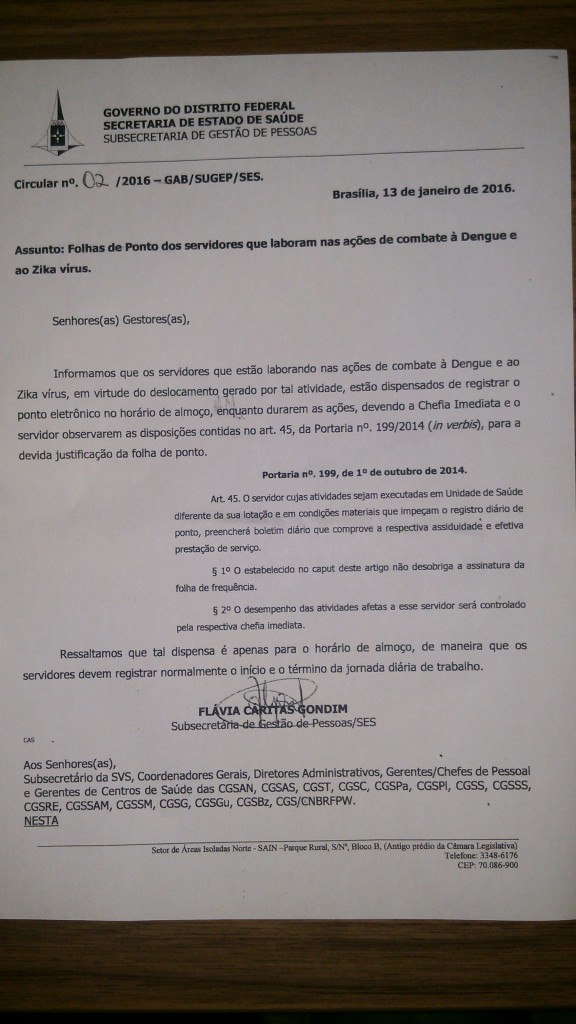 GOVERNO DO DISTRITO FEDERAL
SECRETARIA DE ESTADO DE SAÚDE
SUBSECRETARIA DE GESTÃO DE PESSOAS
Circular nº. 02 /2016 – GAB/SUGEP/SES.
Brasília, 13 de janeiro de 2016.
Assunto: Folhas de Ponto dos servidores que laboram nas ações de combate à Dengue e
ao Zika vírus.
Senhores(as) Gestores(as),
Informamos que os servidores que estão laborando nas ações de combate à Dengue e ao
Zika vírus, em virtude do deslocamento gerado por tal atividade, estão dispensados de registrar o
ponto eletrônico no horário de almoço, enquanto durarem as ações, devendo a Chefia Imediata e o
servidor observarem as disposições contidas no art. 45, da Portaria nº. 199/2014 (in verbis), para a
devida justificação da folha de ponto.
Portaria nº. 199, de 1º de outubro de 2014.
Art. 45. O servidor cujas atividades sejam executadas em Unidade de Saúde
diferente da sua lotação e em condições materiais que impeçam o registro diário de
ponto, preencherá boletim diário que comprove a respectiva assiduidade e efetiva
prestação de serviço.
§ 1º O estabelecido no caput deste artigo não desobriga a assinatura da
folha de frequência.
§ 2º O desempenho das atividades afetas a esse servidor será controlado
pela respectiva chefia imediata.
Ressaltamos que tal dispensa é apenas para o horário de almoço, de maneira que os
servidores devem registrar normalmente o início e o término da jornada diária de trabalho.
FLÁVIA CÁRITAS GONDIM
Subsecretária de Gestão de Pessoas/SES
CAS
Aos Senhores(as),
Subsecretário da SVS, Coordenadores Gerais, Diretores Administrativos, Gerentes/Chefes de Pessoal
e Gerentes de Centros de Saúde das CGSAN, CGSAS, CGST, CGSC, CGSPa, CGSPl, CGSS, CGSSS,
CGSRE, CGSSAM, CGSSM, CGSG, CGSGu, CGSBz, CGS/CNBRFPW.
NESTA
Setor de Áreas Isoladas Norte - SAIN –Parque Rural, S/Nº, Bloco B, (Antigo prédio da Câmara Legislativa)
Telefone: 3348-6176
CEP: 70.086-900